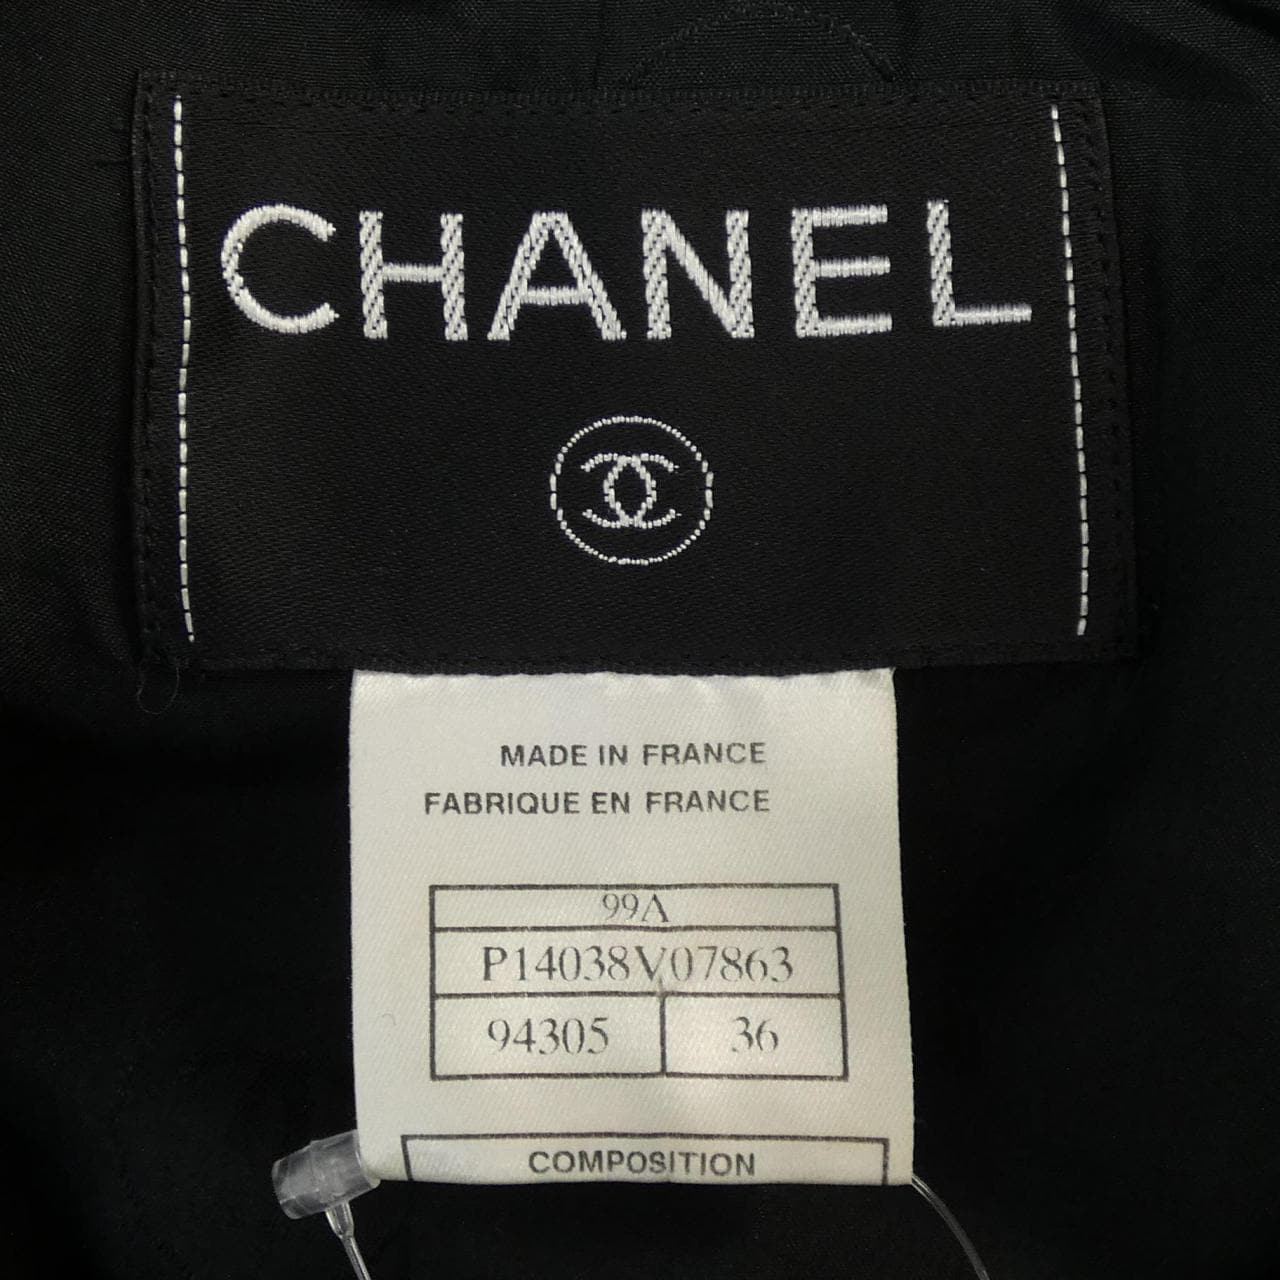 CHANEL
MADE IN FRANCE
FABRIQUE EN FRANCE
99A
P14038V07863
94305 36
COMPOSITION